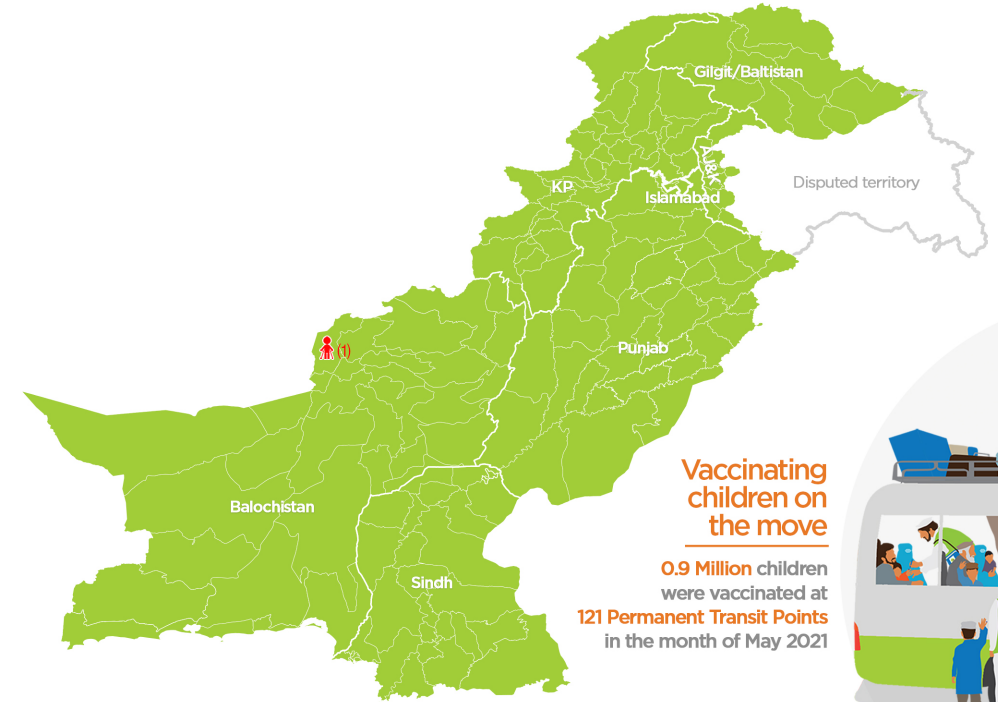 Gilgit/Baltistan
AJ&K
Disputed territory
KP
Islamabad
(1)
Punjab
Balochistan
Sindh
Vaccinating
children on
the move
0.9 Million children
were vaccinated at
121 Permanent Transit Points
in the month of May 2021